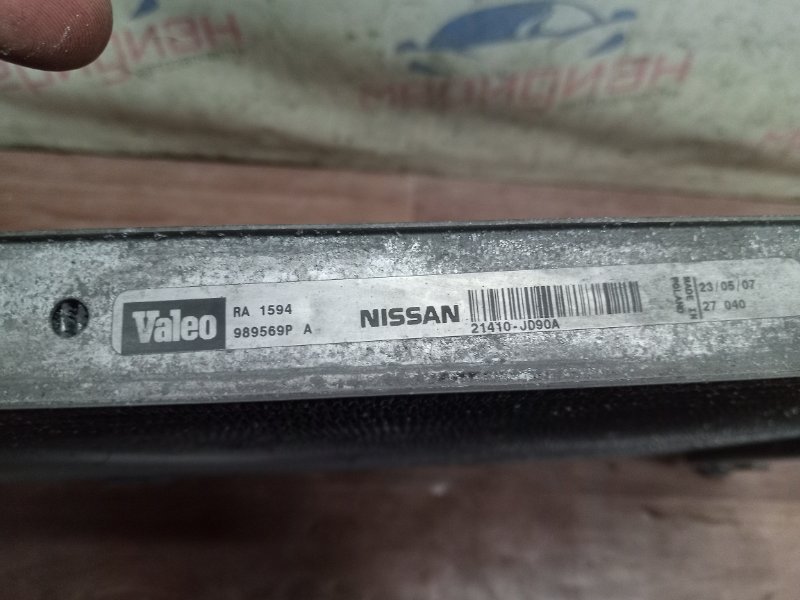 Valeo
RA 1594
989569P A
NISSAN
21410-JD90A
MADE IN
POLAND
23/05/07
27 040